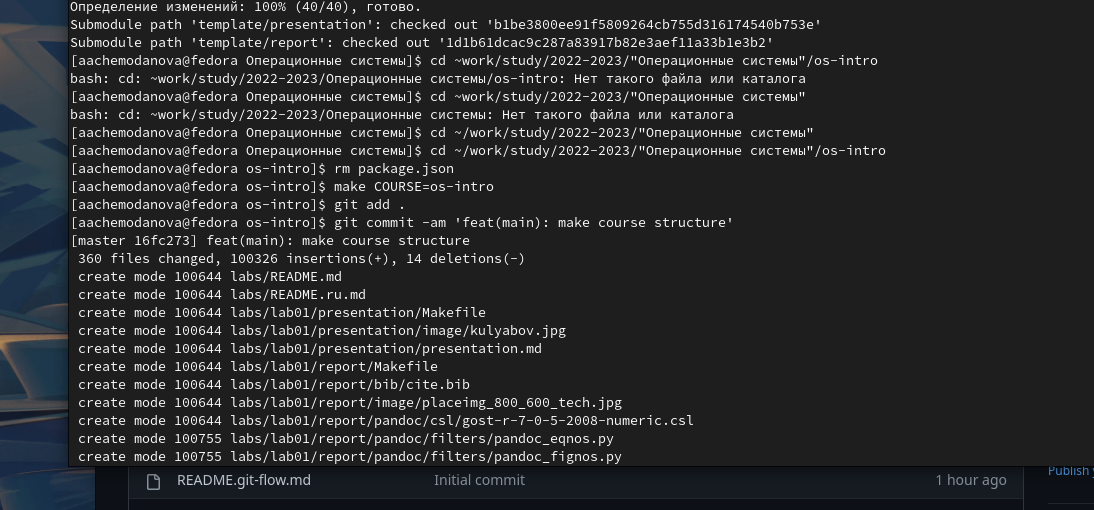 Определение изменений: 100% (40/40), готово.
Submodule path 'template/presentation': checked out 'b1be3800ee91f5809264cb755d316174540b753e'
Submodule path 'template/report': checked out '1d1b61dcac9c287a83917b82e3aef11a33b1e3b2'
[aachemodanova@fedora Операционные системы]$ cd ~work/study/2022-2023/"Операционные системы"/os-intro
bash: cd: ~work/study/2022-2023/Операционные системы/os-intro: Нет такого файла или каталога
[aachemodanova@fedora Операционные системы]$ cd ~work/study/2022-2023/"Операционные системы"
bash: cd: ~work/study/2022-2023/Операционные системы: Нет такого файла или каталога
[aachemodanova@fedora Операционные системы]$ cd ~/work/study/2022-2023/"Операционные системы"
[aachemodanova@fedora Операционные системы]$ cd ~/work/study/2022-2023/"Операционные системы"/os-intro
[aachemodanova@fedora os-intro]$ rm package.json
[aachemodanova@fedora os-intro]$ make COURSE=os-intro
[aachemodanova@fedora os-intro]$ git add .
[aachemodanova@fedora os-intro]$ git commit -am 'feat(main): make course structure'
[master 16fc273] feat(main): make course structure
 360 files changed, 100326 insertions(+), 14 deletions(-)
 create mode 100644 labs/README.md
 create mode 100644 labs/README.ru.md
 create mode 100644 labs/lab01/presentation/Makefile
 create mode 100644 labs/lab01/presentation/image/kulyabov.jpg
 create mode 100644 labs/lab01/presentation/presentation.md
 create mode 100644 labs/lab01/report/Makefile
 create mode 100644 labs/lab01/report/bib/cite.bib
 create mode 100644 labs/lab01/report/image/placeimg_800_600_tech.jpg
 create mode 100644 labs/lab01/report/pandoc/csl/gost-r-7-0-5-2008-numeric.csl
 create mode 100755 labs/lab01/report/pandoc/filters/pandoc_eqnos.py
 create mode 100755 labs/lab01/report/pandoc/filters/pandoc_fignos.py
Publish
README.git-flow.md Initial commit 1 hour ago